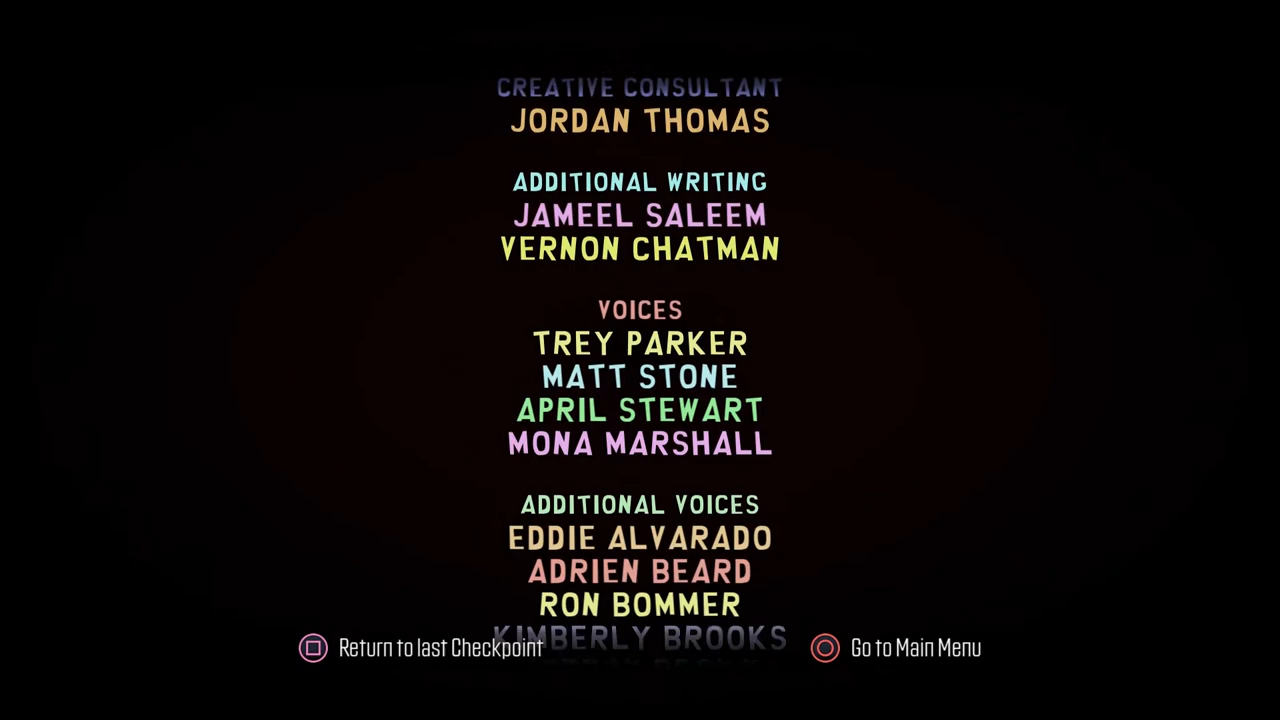 CREATIVE CONSULTANT
JORDAN THOMAS
ADDITIONAL WRITING
JAMEEL SALEEM
VERNON CHATMAN
VOICES
TREY PARKER
MATT STONE
APRIL STEWART
MONA MARSHALL
ADDITIONAL VOICES
EDDIE ALVARADO
ADRIEN BEARD
RON BOMMER
KIMBERLY BROOKS
Return to last Checkpoint
Go to Main Menu